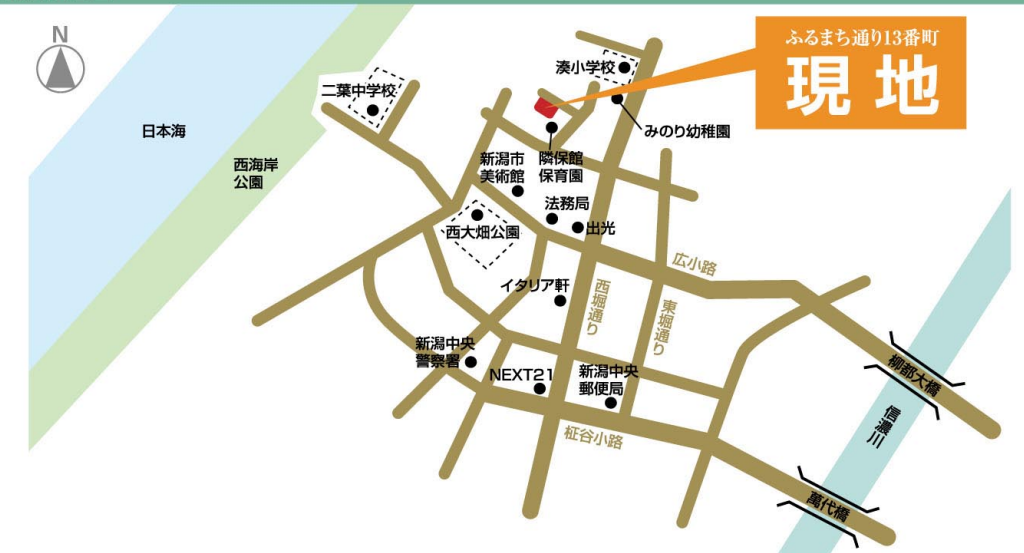 N
ふるまち通り13番町
現地
湊小学校
二葉中学校
みのり幼稚園
日本海
西海岸
公園
新潟市
美術館
隣保館
保育園
法務局
出光
西大畑公園
広小路
イタリア軒
西堀通り
東堀通り
新潟中央
警察署
NEXT21
新潟中央
郵便局
柳都大橋
信濃川
柾谷小路
萬代橋